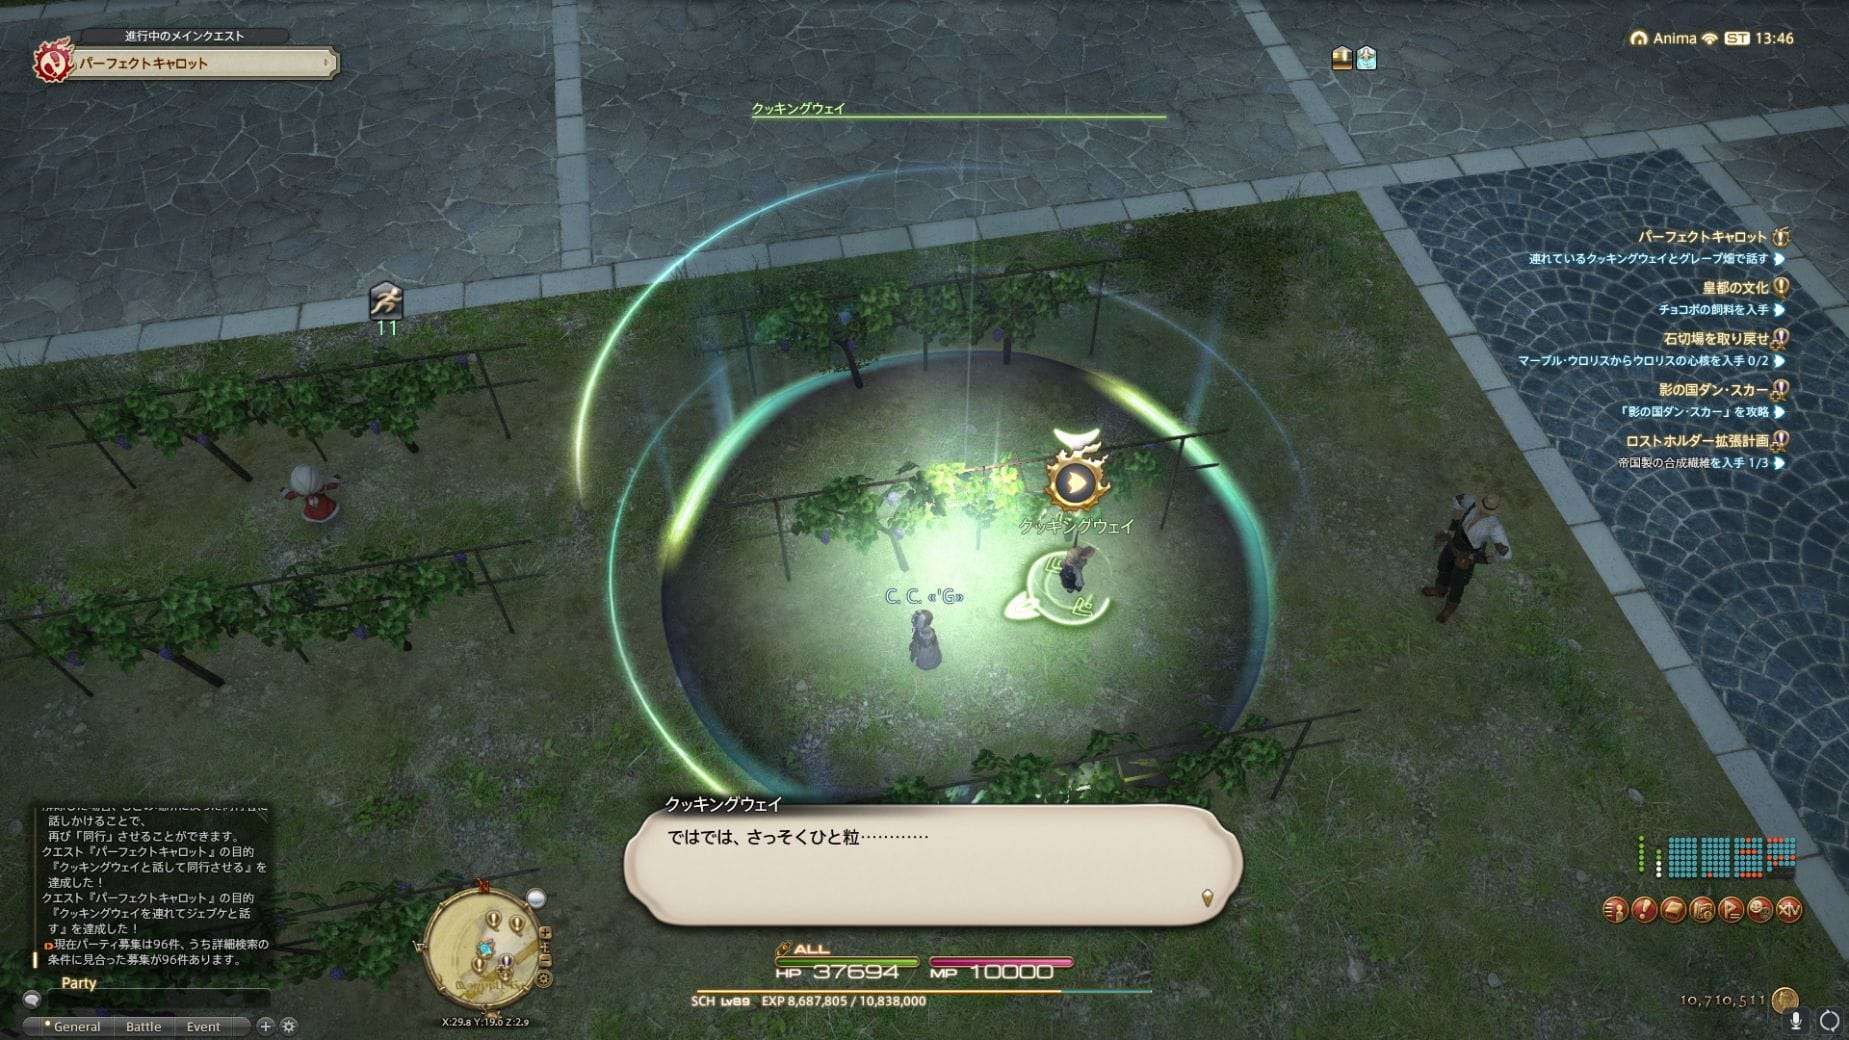 進行中のメインクエスト
パーフェクトキャロット
Anima ST 13:46
クッキングウェイ
パーフェクトキャロット
連れているクッキングウェイとグレープ畑で話す
皇都の文化
チョコボの飼料を入手
石切場を取り戻せ
マーブル・ウロリスからウロリスの心核を入手 0/2
影の国ダン・スカー
「影の国ダン・スカー」を攻略
ロストホルダー拡張計画
帝国製の合成繊維を入手 1/3
11
クッキングウェイ
C. C. «'G»
クッキングウェイ
ではでは、さっそくひと粒…………
話しかけることで、
再び「同行」させることができます。
クエスト『パーフェクトキャロット』の目的
『クッキングウェイと話して同行させる』を
達成した！
クエスト『パーフェクトキャロット』の目的
『クッキングウェイを連れてジェブケと話
す』を達成した！
現在パーティ募集は96件、うち詳細検索の
条件に見合った募集が96件あります。
Party
General Battle Event
X:29.8 Y:19.0 Z:2.9
ALL
HP 37694 MP 10000
SCH Lv89 EXP 8,687,805 / 10,838,000
XIV
10,710,511